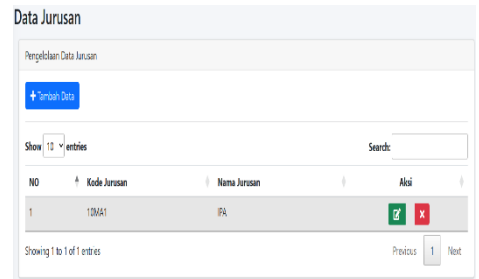 Data Jurusan
Pengelolaan Data Jurusan
+ Tambah Data
Show 10 entries Search:
NO Kode Jurusan Nama Jurusan Aksi
1 10MA1 IPA
Showing 1 to 1 of 1 entries Previous 1 Next